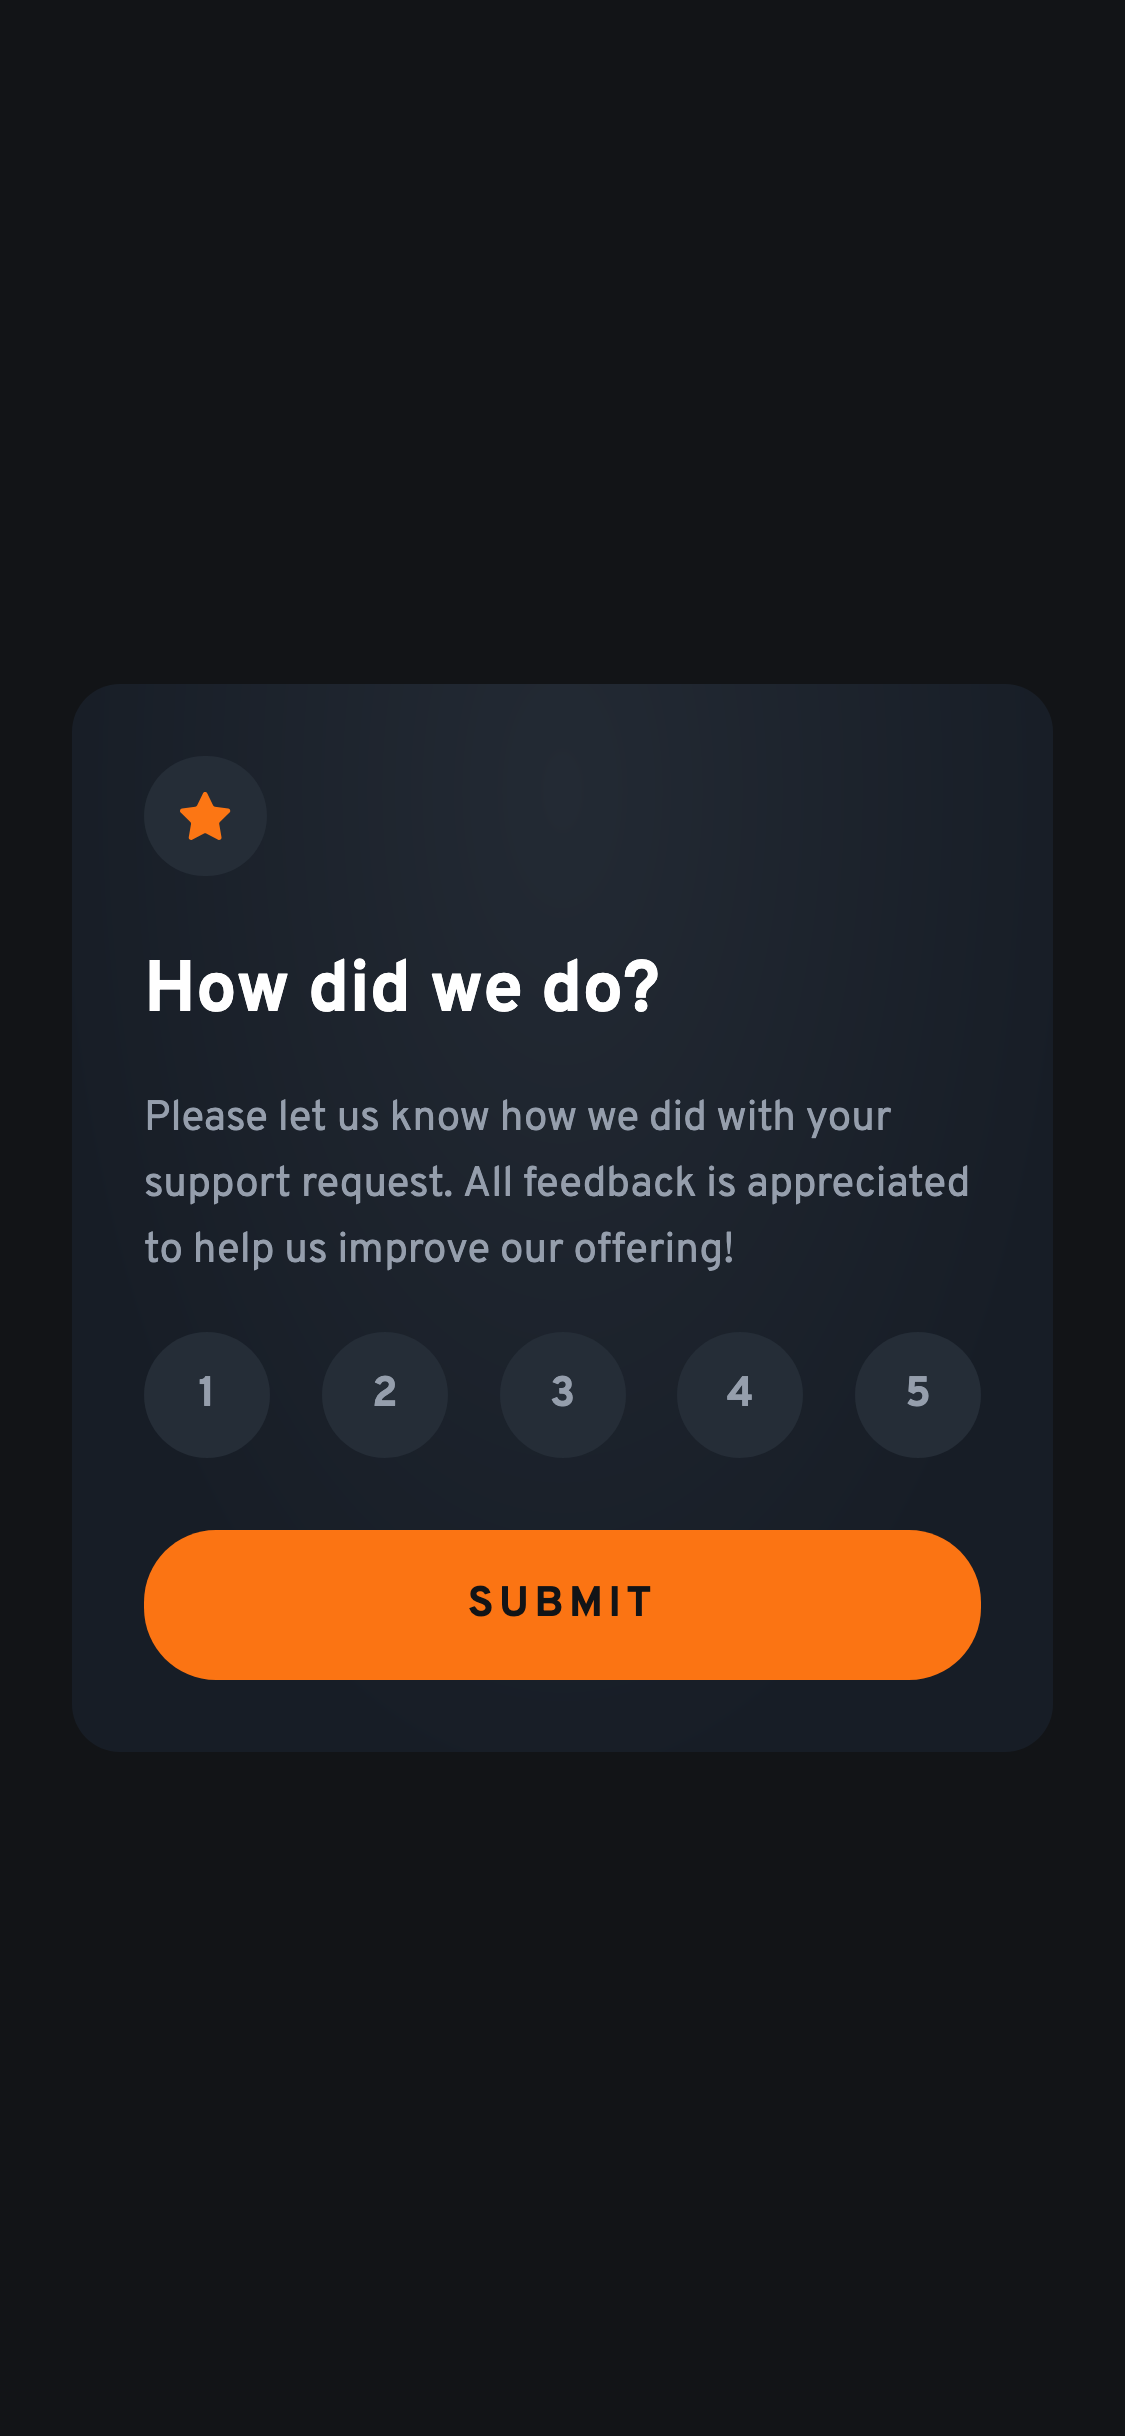 How did we do?
Please let us know how we did with your
support request. All feedback is appreciated
to help us improve our offering!
1 2 3 4 5
SUBMIT